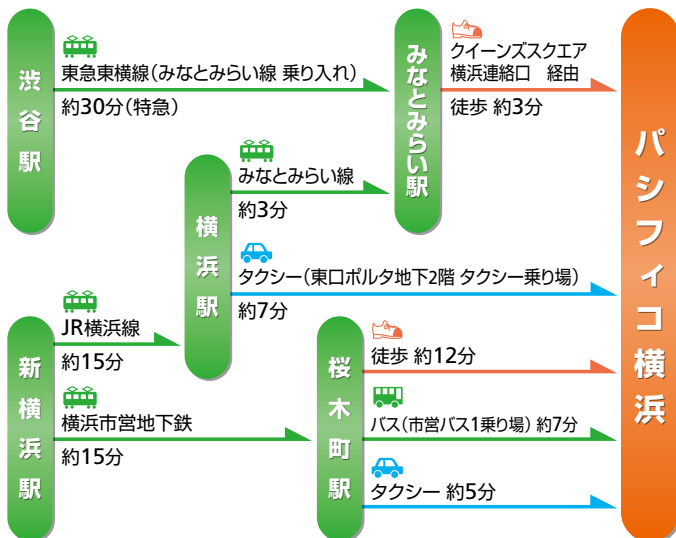 渋谷駅
東急東横線(みなとみらい線 乗り入れ)
約30分(特急)
みなとみらい駅
クイーンズスクエア
横浜連絡口 経由
徒歩 約3分
パシフィコ横浜
横浜駅
みなとみらい線
約3分
タクシー(東口ポルタ地下2階 タクシー乗り場)
約7分
新横浜駅
JR横浜線
約15分
横浜市営地下鉄
約15分
桜木町駅
徒歩 約12分
バス(市営バス1乗り場) 約7分
タクシー 約5分